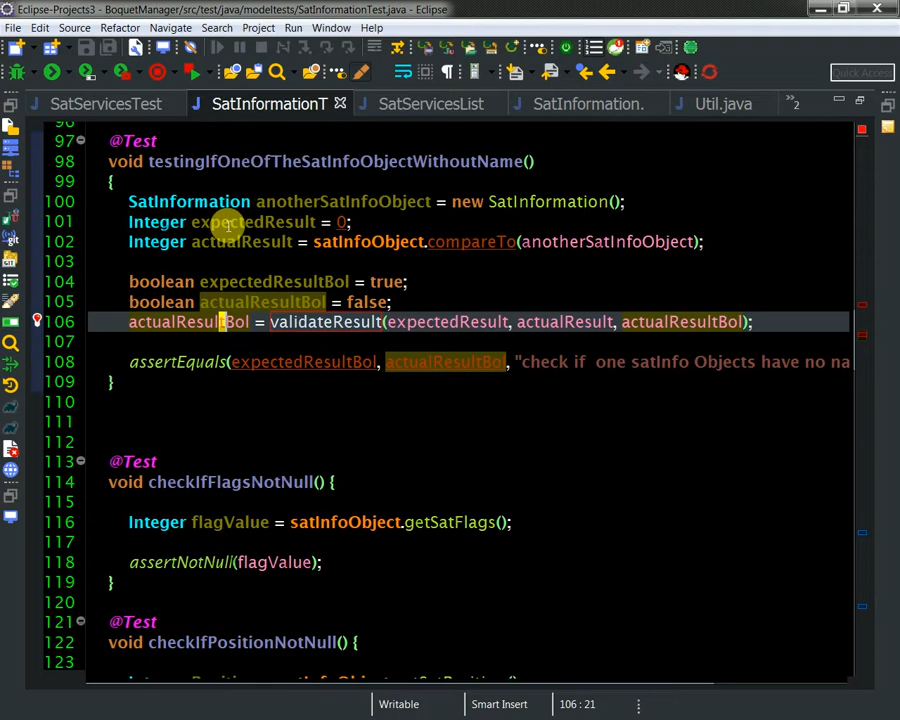 Eclipse-Projects3 - BoquetManager/src/test/java/modeltests/SatInformationTest.java - Eclipse
File Edit Source Refactor Navigate Search Project Run Window Help
Quick Access
SatServicesTest SatInformationT SatServicesList SatInformation. Util.java »2
96
97 @Test
98 void testingIfOneOfTheSatInfoObjectWithoutName()
99 {
100 SatInformation anotherSatInfoObject = new SatInformation();
101 Integer expectedResult = 0;
102 Integer actualResult = satInfoObject.compareTo(anotherSatInfoObject);
103
104 boolean expectedResultBol = true;
105 boolean actualResultBol = false;
106 actualResultBol = validateResult(expectedResult, actualResult, actualResultBol);
107
108 assertEquals(expectedResultBol, actualResultBol, "check if one satInfo Objects have no na
109 }
110
111
112
113 @Test
114 void checkIfFlagsNotNull() {
115
116 Integer flagValue = satInfoObject.getSatFlags();
117
118 assertNotNull(flagValue);
119 }
120
121 @Test
122 void checkIfPositionNotNull() {
123
Writable Smart Insert 106 : 21